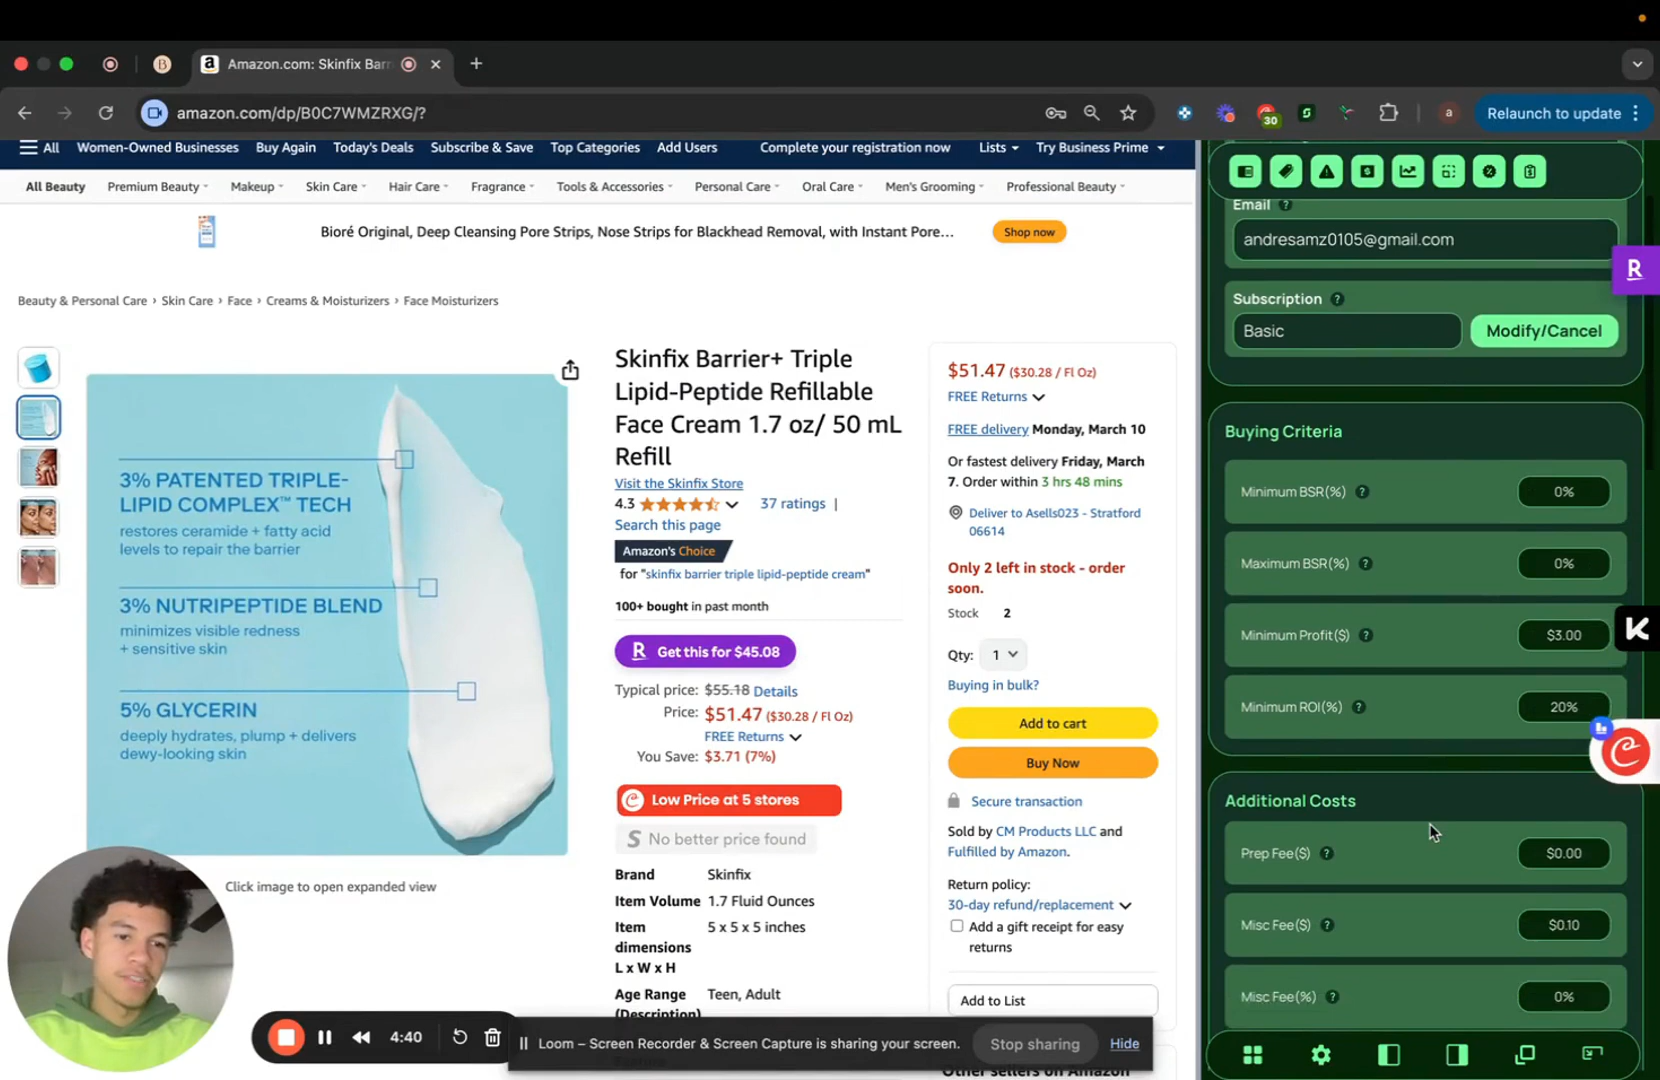 Amazon.com: Skinfix Barr
amazon.com/dp/B0C7WMZRXG/?
30
a
Relaunch to update
All Women-Owned Businesses Buy Again Today's Deals Subscribe & Save Top Categories Add Users Complete your registration now Lists Try Business Prime
All Beauty Premium Beauty Makeup Skin Care Hair Care Fragrance Tools & Accessories Personal Care Oral Care Men's Grooming Professional Beauty
Bioré Original, Deep Cleansing Pore Strips, Nose Strips for Blackhead Removal, with Instant Pore...
Shop now
Beauty & Personal Care › Skin Care › Face › Creams & Moisturizers › Face Moisturizers
3% PATENTED TRIPLE-
LIPID COMPLEX™ TECH
restores ceramide + fatty acid
levels to repair the barrier
3% NUTRIPEPTIDE BLEND
minimizes visible redness
+ sensitive skin
5% GLYCERIN
deeply hydrates, plump + delivers
dewy-looking skin
Click image to open expanded view
Skinfix Barrier+ Triple
Lipid-Peptide Refillable
Face Cream 1.7 oz/ 50 mL
Refill
Visit the Skinfix Store
4.3 37 ratings |
Search this page
Amazon's Choice
for "skinfix barrier triple lipid-peptide cream"
100+ bought in past month
R Get this for $45.08
Typical price: $55.18 Details
Price: $51.47 ($30.28 / Fl Oz)
FREE Returns
You Save: $3.71 (7%)
Low Price at 5 stores
S No better price found
Brand Skinfix
Item Volume 1.7 Fluid Ounces
Item
dimensions
L x W x H
5 x 5 x 5 inches
Age Range
(Description)
Teen, Adult
$51.47 ($30.28 / Fl Oz)
FREE Returns
FREE delivery Monday, March 10
Or fastest delivery Friday, March
7. Order within 3 hrs 48 mins
Deliver to Asells023 - Stratford
06614
Only 2 left in stock - order
soon.
Stock 2
Qty: 1
Buying in bulk?
Add to cart
Buy Now
Secure transaction
Sold by CM Products LLC and
Fulfilled by Amazon.
Return policy:
30-day refund/replacement
Add a gift receipt for easy
returns
Add to List
Other sellers on Amazon
Email ?
andresamz0105@gmail.com
R
Subscription ?
Basic
Modify/Cancel
Buying Criteria
Minimum BSR(%) ? 0%
Maximum BSR(%) ? 0%
Minimum Profit($) ? $3.00
K
Minimum ROI(%) ? 20%
Additional Costs
Prep Fee($) ? $0.00
Misc Fee($) ? $0.10
Misc Fee(%) ? 0%
4:40
Loom – Screen Recorder & Screen Capture is sharing your screen.
Stop sharing
Hide